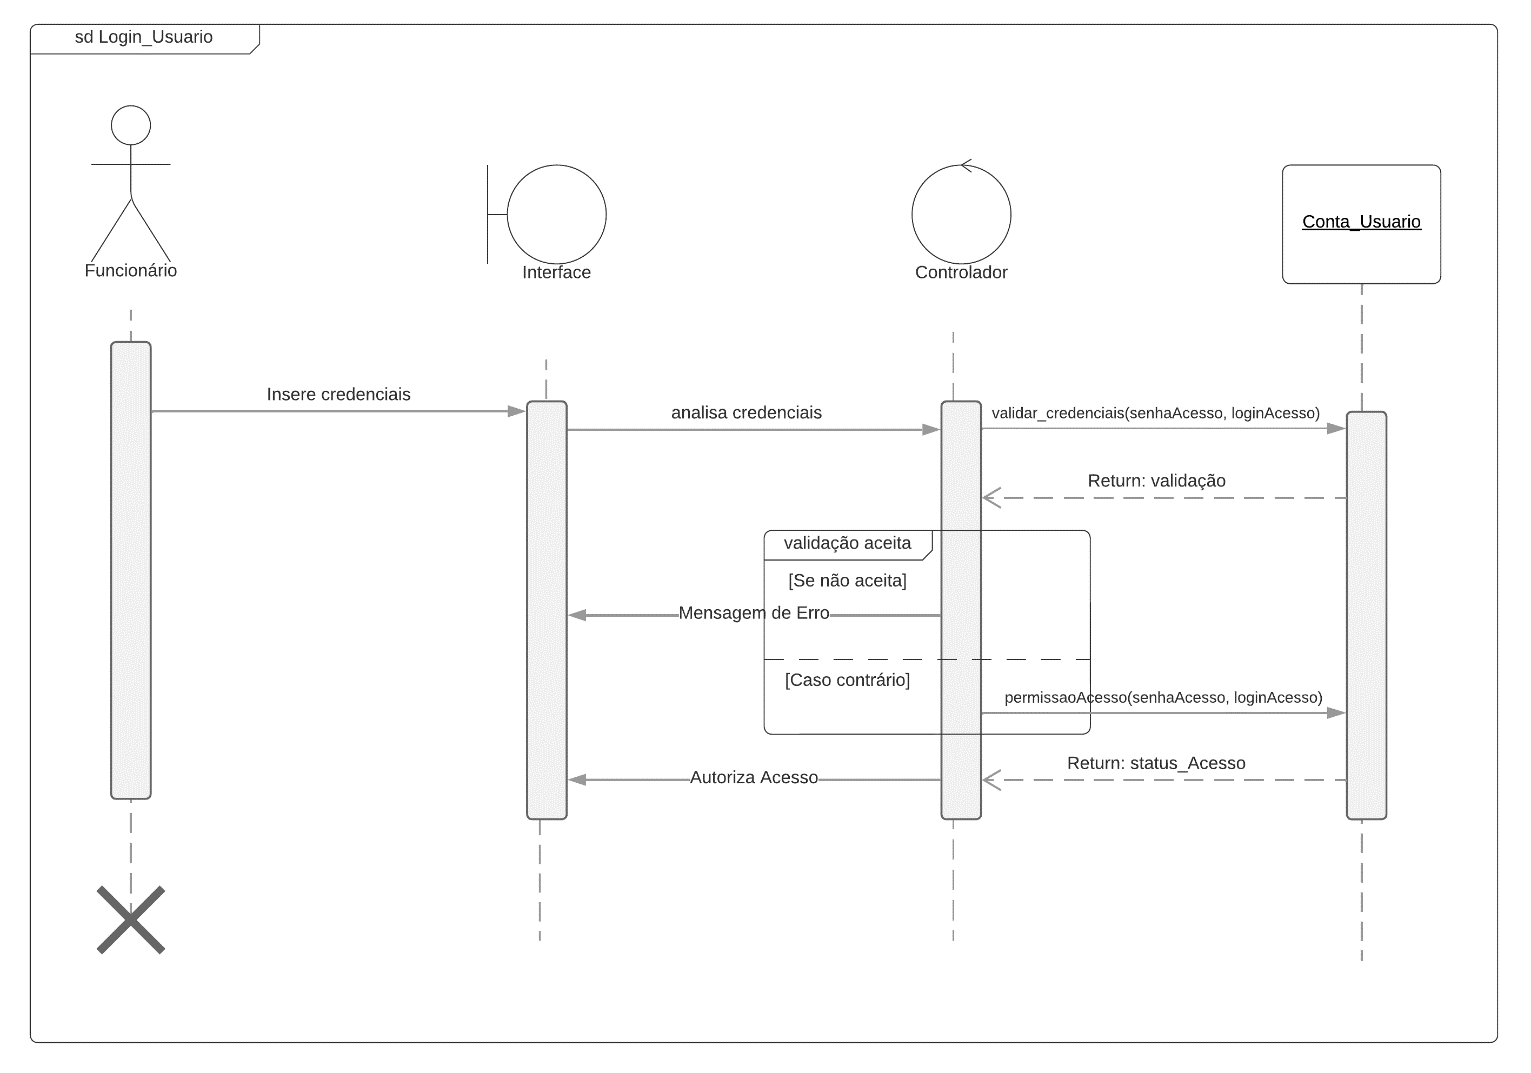 sd Login_Usuario
Funcionário
Interface
Controlador
Conta_Usuario
Insere credenciais
analisa credenciais
validar_credenciais(senhaAcesso, loginAcesso)
Return: validação
validação aceita
[Se não aceita]
Mensagem de Erro
[Caso contrário]
permissaoAcesso(senhaAcesso, loginAcesso)
Return: status_Acesso
Autoriza Acesso